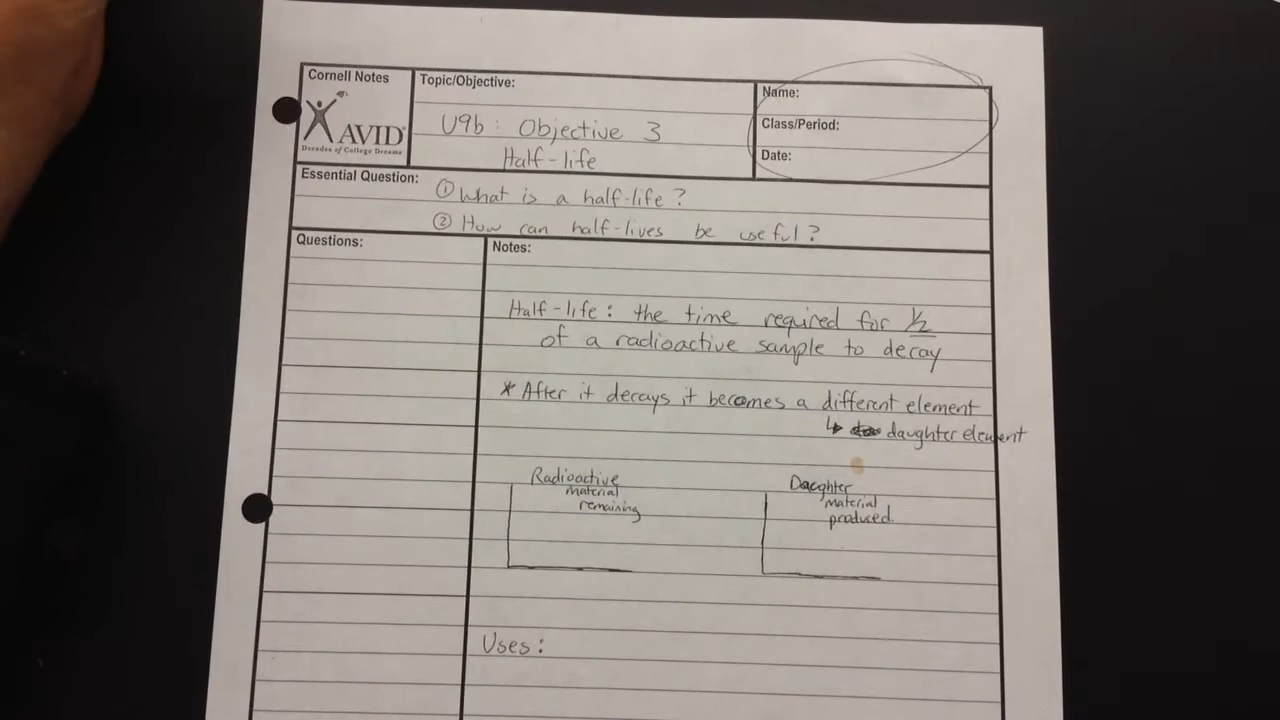 Cornell Notes
AVID
Decades of College Dreams
Topic/Objective:
U9b: Objective 3
Half-life
Name:
Class/Period:
Date:
Essential Question:
① What is a half-life?
② How can half-lives be useful?
Questions:
Notes:
Half-life: the time required for 1/2
of a radioactive sample to decay
* After it decays it becomes a different element
↳ daughter element
Radioactive
material
remaining
Daughter
material
produced
Uses: